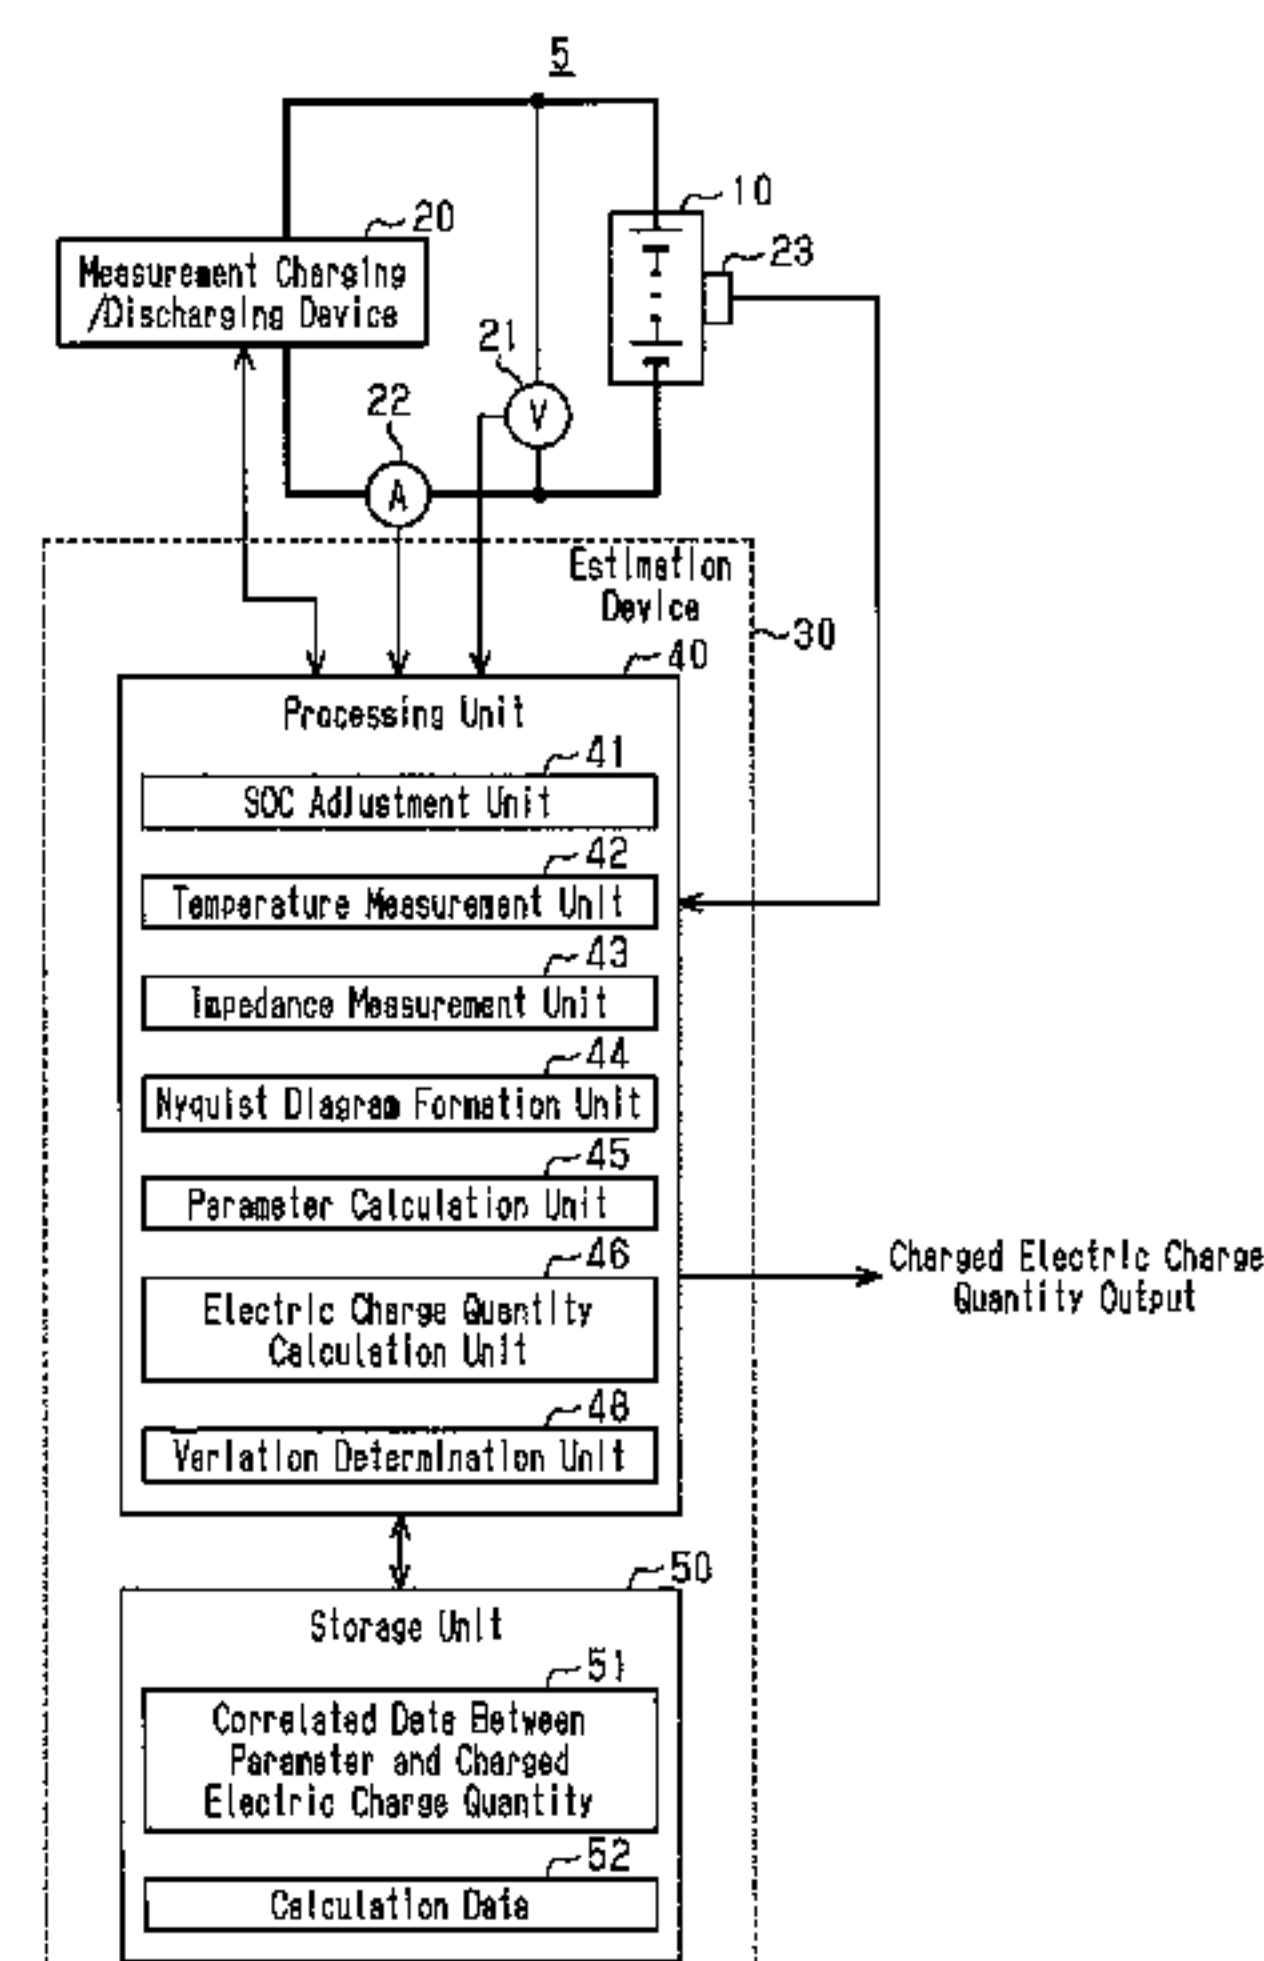 5
10
20
23
Measurement Charging
/Discharging Device
21
V
22
A
Estimation
Device
30
40
Processing Unit
41
SOC Adjustment Unit
42
Temperature Measurement Unit
43
Impedance Measurement Unit
44
Nyquist Diagram Formation Unit
45
Parameter Calculation Unit
46
Electric Charge Quantity
Calculation Unit
Charged Electric Charge
Quantity Output
48
Variation Determination Unit
50
Storage Unit
51
Correlated Data Between
Parameter and Charged
Electric Charge Quantity
52
Calculation Data